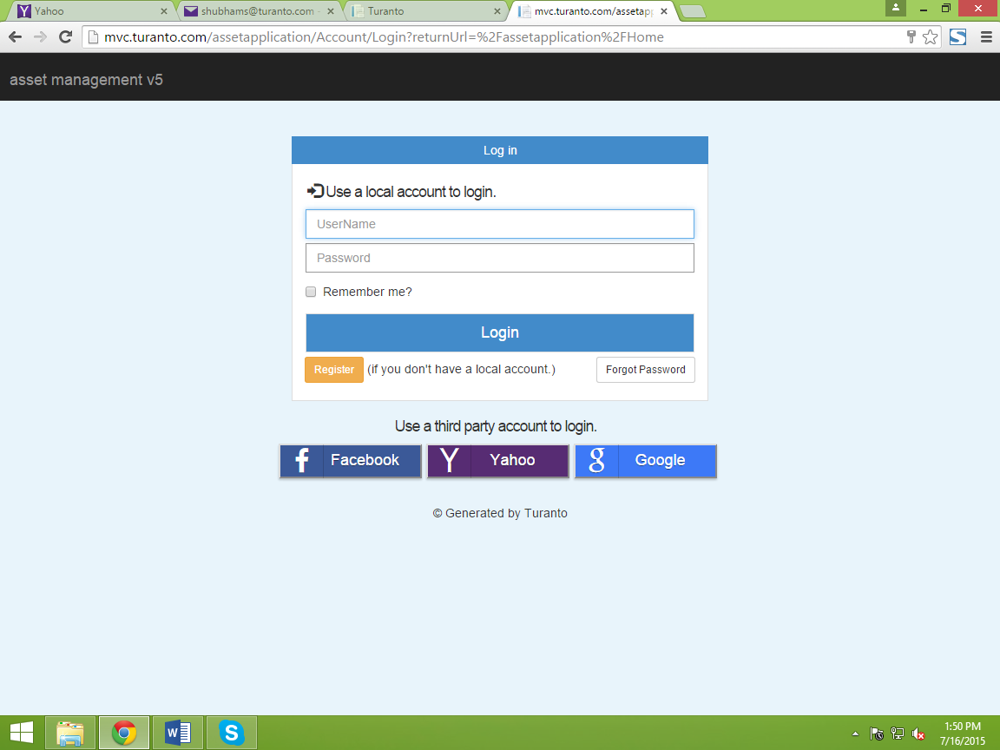 Yahoo
shubhams@turanto.com -
Turanto
mvc.turanto.com/assetapp
mvc.turanto.com/assetapplication/Account/Login?returnUrl=%2Fassetapplication%2FHome
asset management v5
Log in
Use a local account to login.
UserName
Password
Remember me?
Login
Register (if you don't have a local account.) Forgot Password
Use a third party account to login.
Facebook Yahoo Google
© Generated by Turanto
1:50 PM
7/16/2015